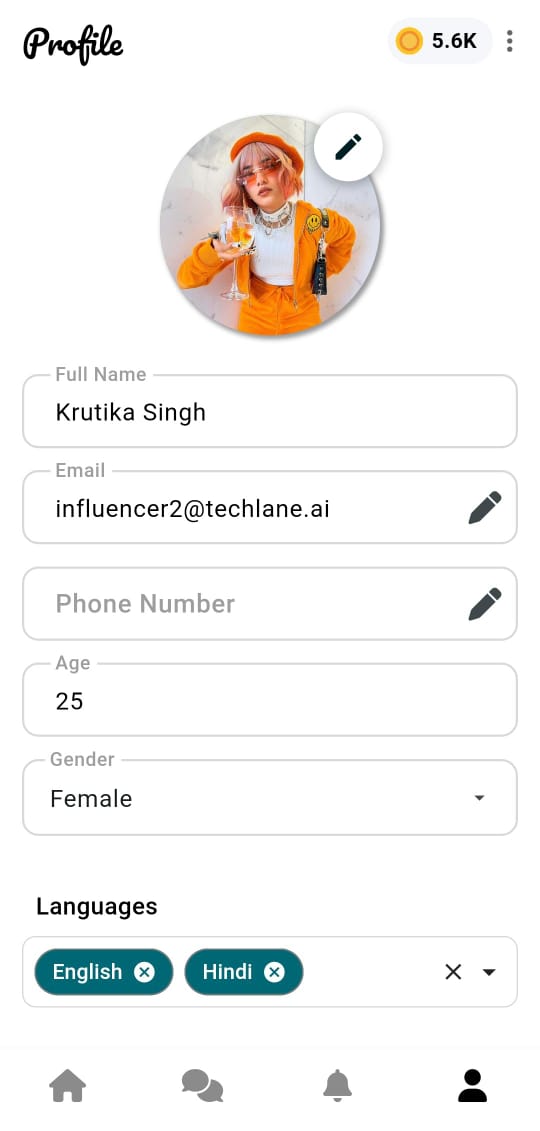 Profile
5.6K
Full Name
Krutika Singh
Email
influencer2@techlane.ai
Phone Number
Age
25
Gender
Female
Languages
English
Hindi